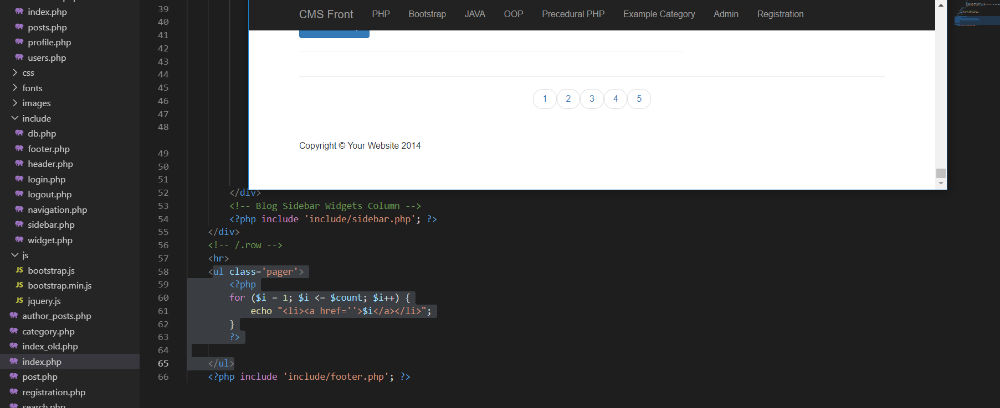 index.php
posts.php
profile.php
users.php
css
fonts
images
include
db.php
footer.php
header.php
login.php
logout.php
navigation.php
sidebar.php
widget.php
js
JS bootstrap.js
JS bootstrap.min.js
JS jquery.js
author_posts.php
category.php
index_old.php
index.php
post.php
registration.php
search.php
CMS Front PHP Bootstrap JAVA OOP Precedural PHP Example Category Admin Registration
1 2 3 4 5
Copyright © Your Website 2014
39
40
41
42
43
44
45
46
47
48
49
50
51
52 </div>
53 <!-- Blog Sidebar Widgets Column -->
54 <?php include 'include/sidebar.php'; ?>
55 </div>
56 <!-- /.row -->
57 <hr>
58 <ul class='pager'>
59 <?php
60 for ($i = 1; $i <= $count; $i++) {
61 echo "<li><a href=''>$i</a></li>";
62 }
63 ?>
64
65 </ul>
66 <?php include 'include/footer.php'; ?>